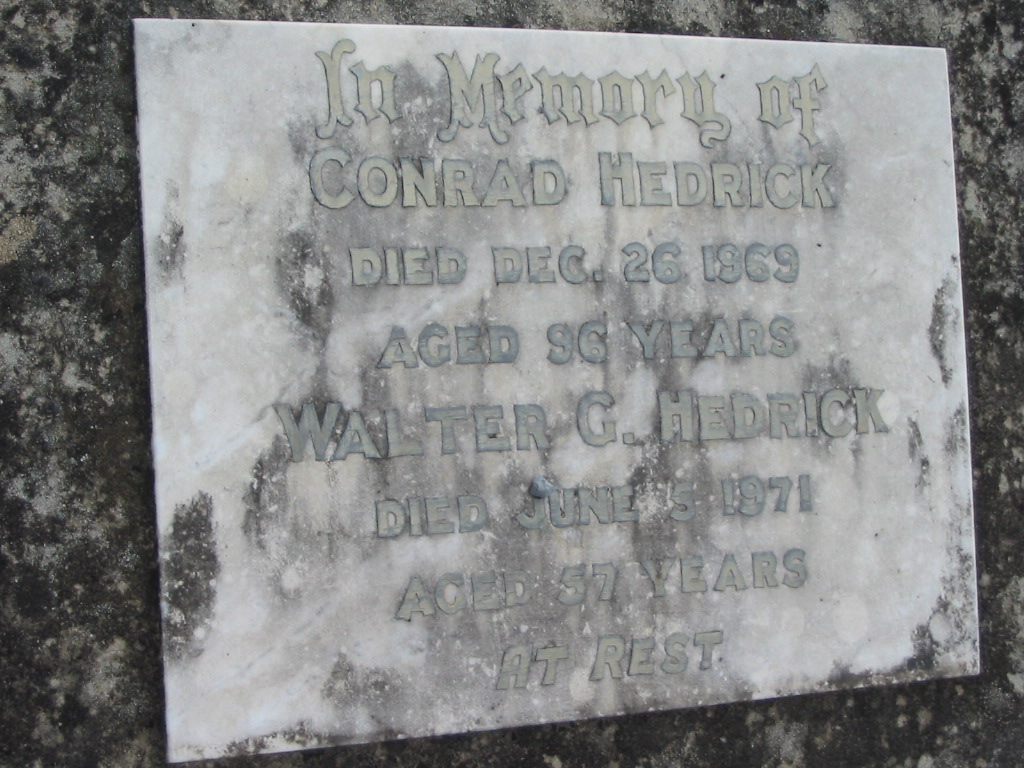 In Memory of
CONRAD HEDRICK
DIED DEC. 26 1969
AGED 96 YEARS
WALTER G. HEDRICK
DIED JUNE 5 1971
AGED 57 YEARS
AT REST